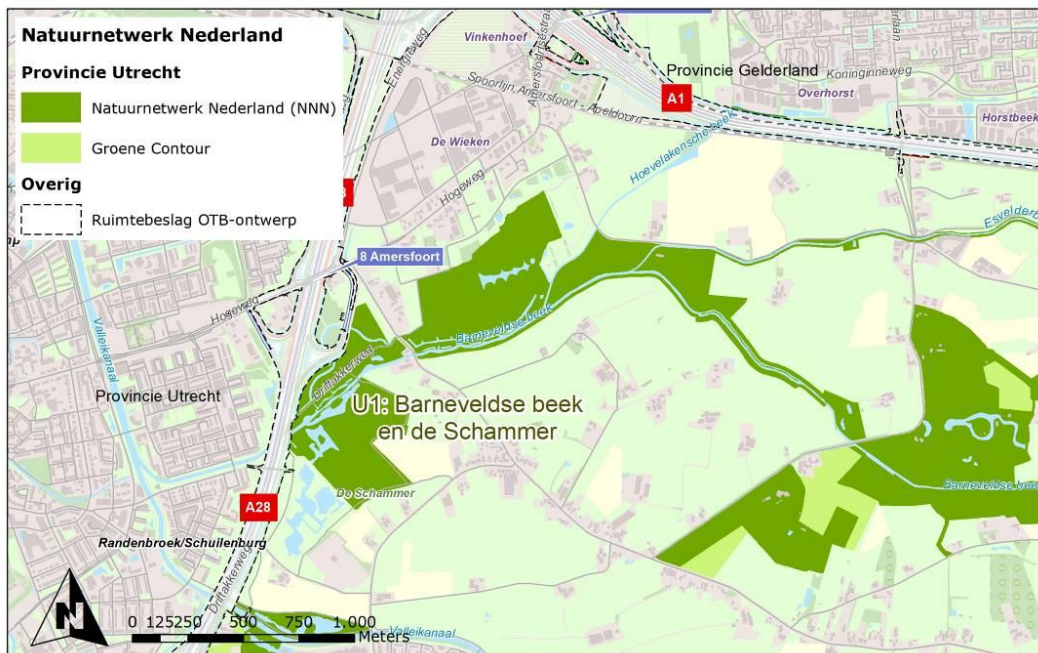 Natuurnetwerk Nederland
Provincie Utrecht
Natuurnetwerk Nederland (NNN)
Groene Contour
Overig
Ruimtebeslag OTB-ontwerp
Vinkenhoef
Energieweg
Provincie Gelderland
Koninginneweg
Overhorst
Horstbeek
Spoorlijn Amersfoort - Apeldoorn
A1
De Wieken
Hogeweg
Hoevelakensche beek
8 Amersfoort
Hogeweg
Valleikanaal
Barneveldse beek
Drittakkerweg
Provincie Utrecht
U1: Barneveldse beek
en de Schammer
De Schammer
A28
Barneveldse bee
Randenbroek/Schuilenburg
Drittakkerweg
Valleikanaal
N
0 125250 500 750 1.000
Meters